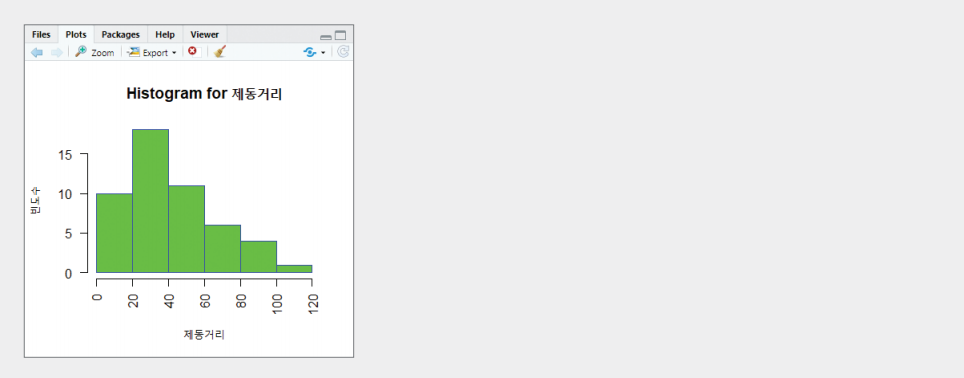 Files Plots Packages Help Viewer
Zoom Export
Histogram for 제동거리
빈도수
15
10
5
0
0 20 40 60 80 100 120
제동거리